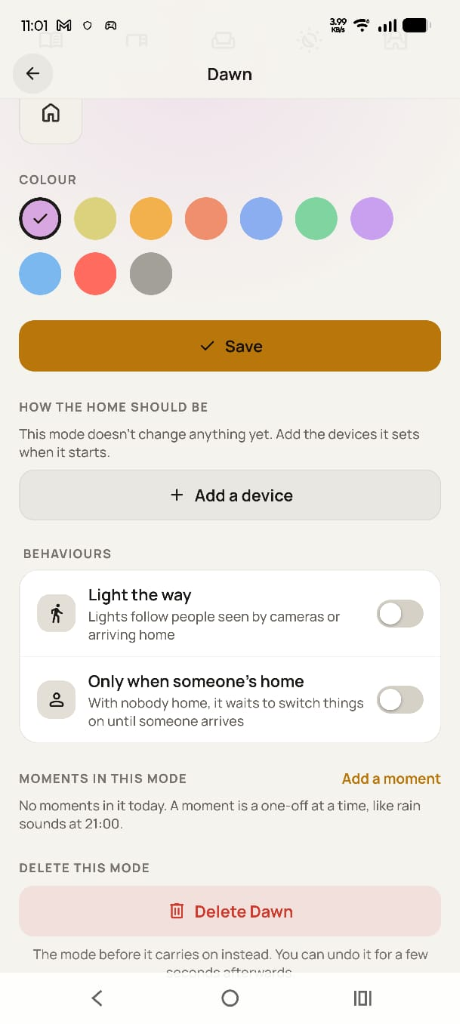 11:01
3.99
KB/s
Dawn
COLOUR
Save
HOW THE HOME SHOULD BE
This mode doesn't change anything yet. Add the devices it sets
when it starts.
Add a device
BEHAVIOURS
Light the way
Lights follow people seen by cameras or
arriving home
Only when someone's home
With nobody home, it waits to switch things
on until someone arrives
MOMENTS IN THIS MODE
Add a moment
No moments in it today. A moment is a one-off at a time, like rain
sounds at 21:00.
DELETE THIS MODE
Delete Dawn
The mode before it carries on instead. You can undo it for a few
seconds afterwards